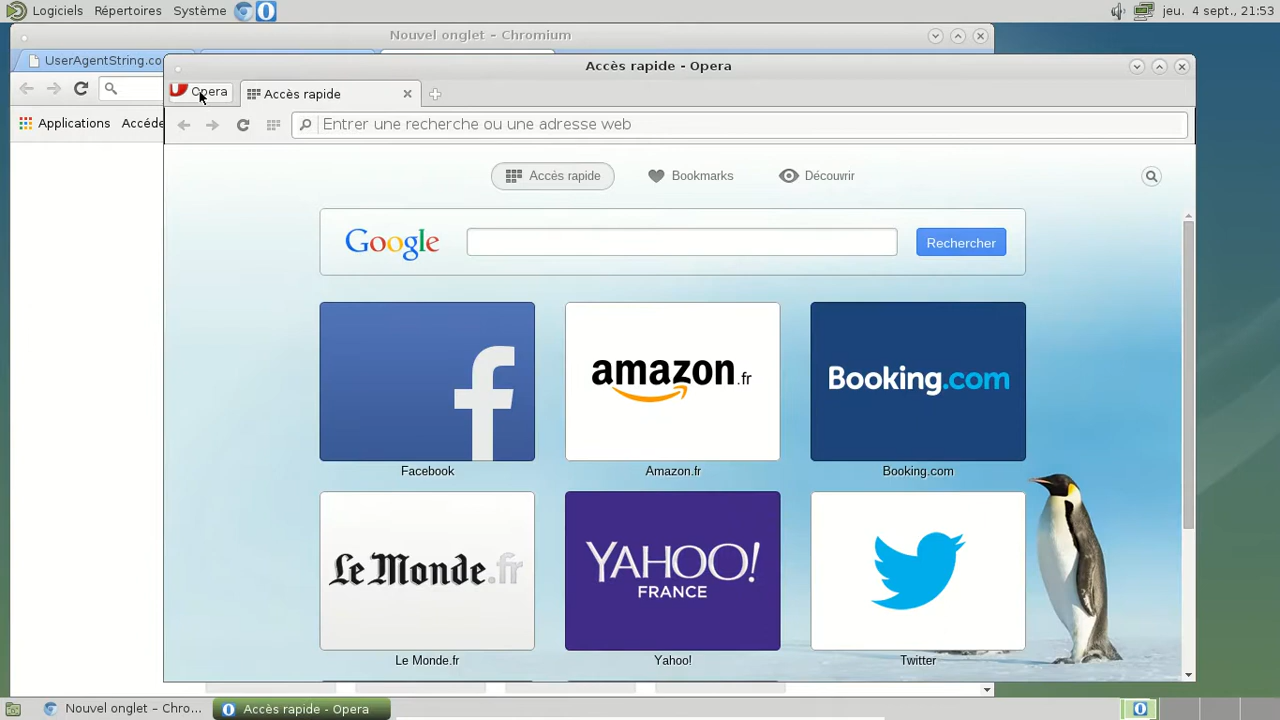 Logiciels Répertoires Système jeu. 4 sept., 21:53
Nouvel onglet - Chromium
UserAgentString.co
Accès rapide - Opera
Opera Accès rapide
Entrer une recherche ou une adresse web
Applications Accéde
Accès rapide Bookmarks Découvrir
Google Rechercher
f amazon.fr Booking.com
Facebook Amazon.fr Booking.com
Le Monde.fr YAHOO!
FRANCE
Le Monde.fr Yahoo! Twitter
Nouvel onglet - Chro... Accès rapide - Opera